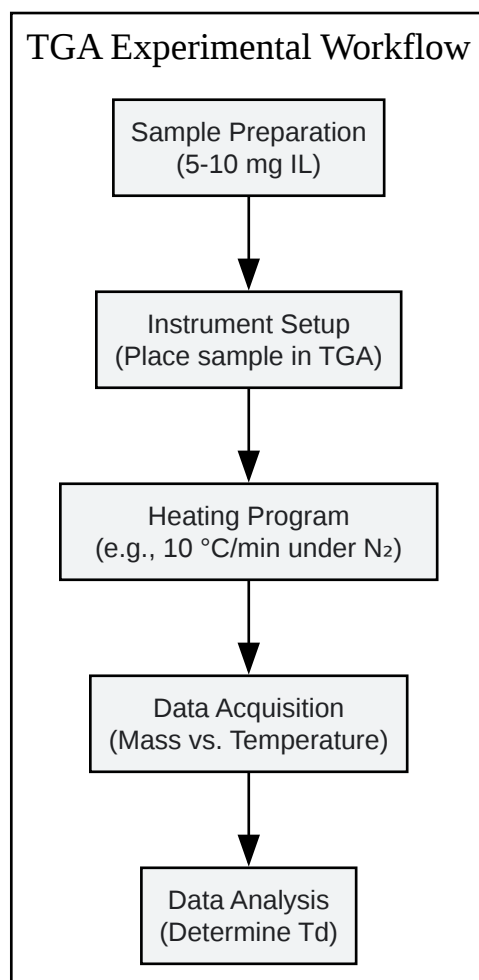 TGA Experimental Workflow
Sample Preparation
(5-10 mg IL)
Instrument Setup
(Place sample in TGA)
Heating Program
(e.g., 10 °C/min under N₂)
Data Acquisition
(Mass vs. Temperature)
Data Analysis
(Determine Td)